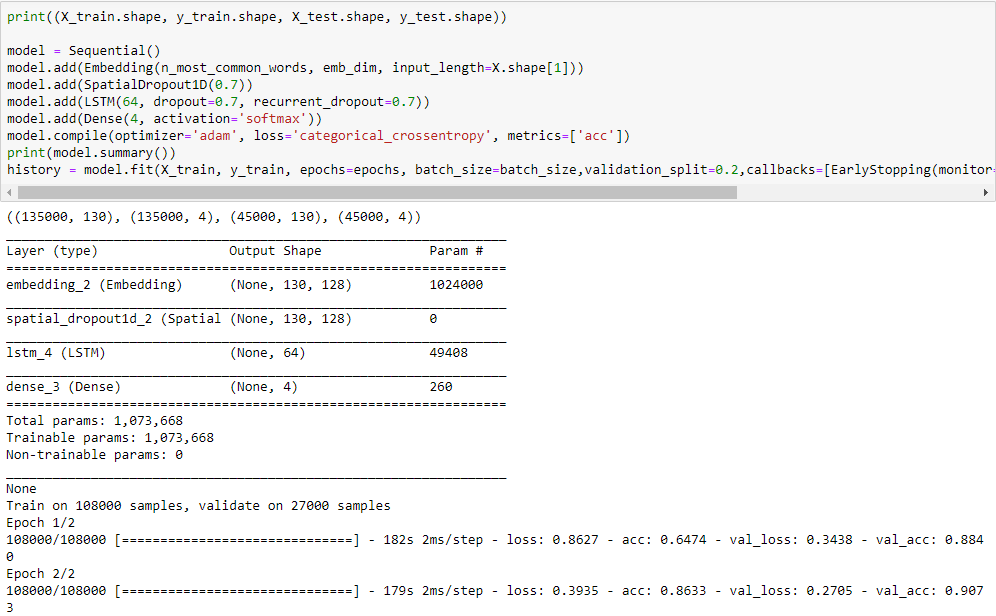 print((X_train.shape, y_train.shape, X_test.shape, y_test.shape))
model = Sequential()
model.add(Embedding(n_most_common_words, emb_dim, input_length=X.shape[1]))
model.add(SpatialDropout1D(0.7))
model.add(LSTM(64, dropout=0.7, recurrent_dropout=0.7))
model.add(Dense(4, activation='softmax'))
model.compile(optimizer='adam', loss='categorical_crossentropy', metrics=['acc'])
print(model.summary())
history = model.fit(X_train, y_train, epochs=epochs, batch_size=batch_size,validation_split=0.2,callbacks=[EarlyStopping(monitor=
((135000, 130), (135000, 4), (45000, 130), (45000, 4))
_________________________________________________________________
Layer (type)                 Output Shape              Param #
=================================================================
embedding_2 (Embedding)      (None, 130, 128)          1024000
_________________________________________________________________
spatial_dropout1d_2 (Spatial (None, 130, 128)          0
_________________________________________________________________
lstm_4 (LSTM)                (None, 64)                49408
_________________________________________________________________
dense_3 (Dense)              (None, 4)                 260
=================================================================
Total params: 1,073,668
Trainable params: 1,073,668
Non-trainable params: 0
_________________________________________________________________
None
Train on 108000 samples, validate on 27000 samples
Epoch 1/2
108000/108000 [==============================] - 182s 2ms/step - loss: 0.8627 - acc: 0.6474 - val_loss: 0.3438 - val_acc: 0.884
0
Epoch 2/2
108000/108000 [==============================] - 179s 2ms/step - loss: 0.3935 - acc: 0.8633 - val_loss: 0.2705 - val_acc: 0.907
3